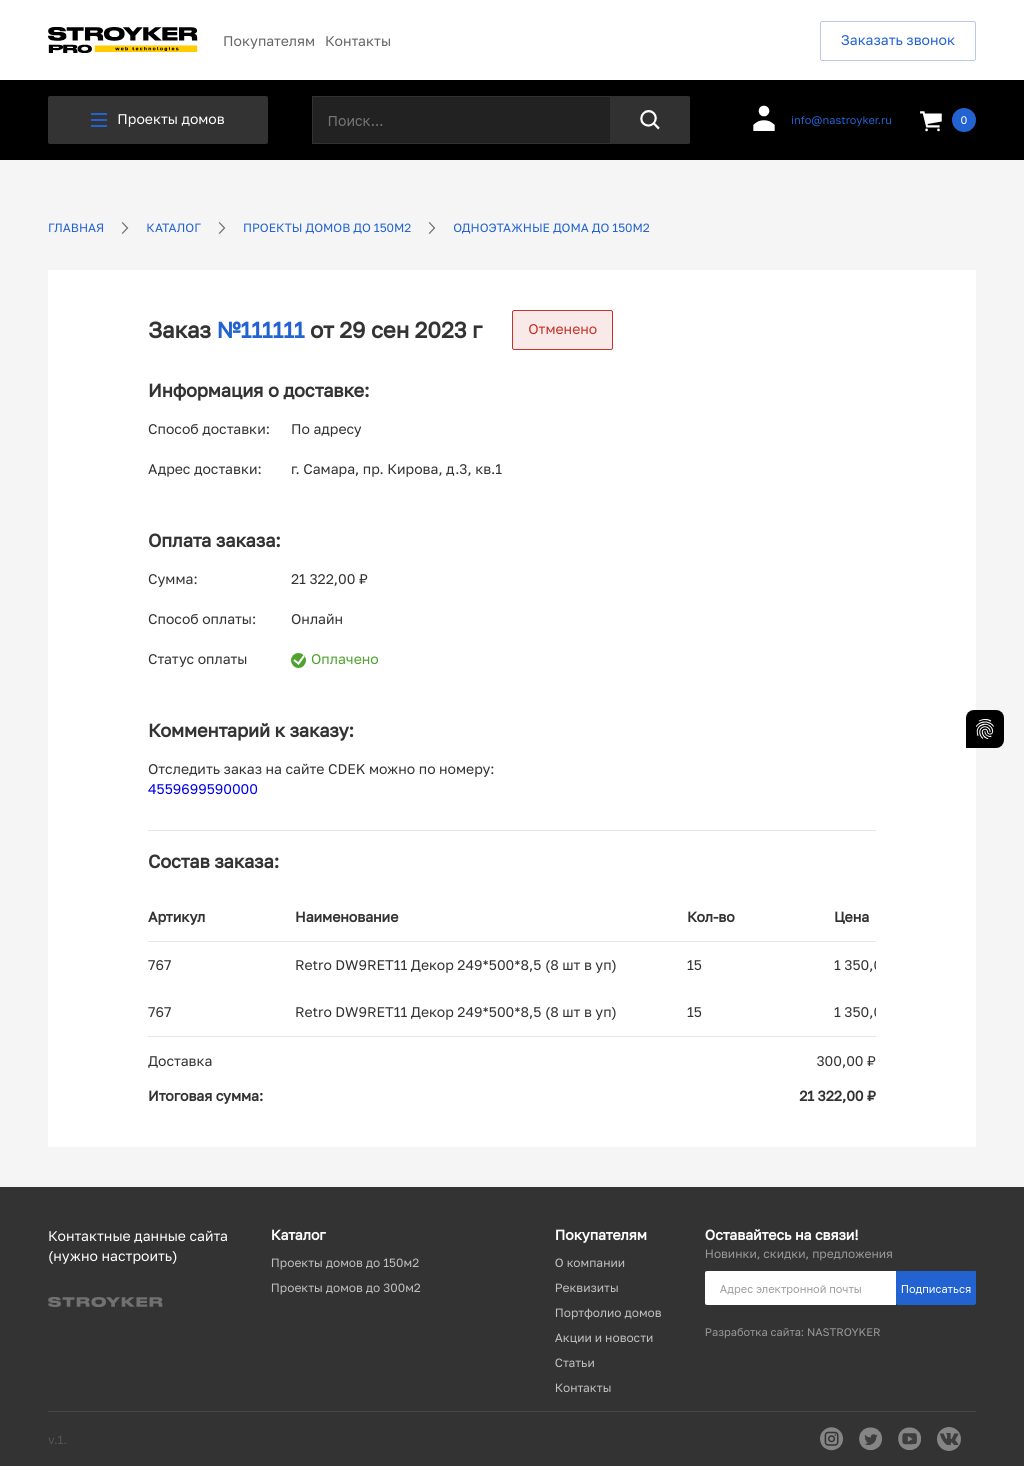 STROYKER
PRO web technologies
Покупателям Контакты
Заказать звонок
Проекты домов
Поиск...
info@nastroyker.ru
0
ГЛАВНАЯ КАТАЛОГ ПРОЕКТЫ ДОМОВ ДО 150М2 ОДНОЭТАЖНЫЕ ДОМА ДО 150М2
Заказ №111111 от 29 сен 2023 г
Отменено
Информация о доставке:
Способ доставки: По адресу
Адрес доставки: г. Самара, пр. Кирова, д.3, кв.1
Оплата заказа:
Сумма: 21 322,00 ₽
Способ оплаты: Онлайн
Статус оплаты Оплачено
Комментарий к заказу:
Отследить заказ на сайте CDEK можно по номеру:
4559699590000
Состав заказа:
Артикул Наименование Кол-во Цена
767 Retro DW9RET11 Декор 249*500*8,5 (8 шт в уп) 15 1 350,0
767 Retro DW9RET11 Декор 249*500*8,5 (8 шт в уп) 15 1 350,0
Доставка 300,00 ₽
Итоговая сумма: 21 322,00 ₽
Контактные данные сайта
(нужно настроить)
STROYKER
Каталог
Проекты домов до 150м2
Проекты домов до 300м2
Покупателям
О компании
Реквизиты
Портфолио домов
Акции и новости
Статьи
Контакты
Оставайтесь на связи!
Новинки, скидки, предложения
Адрес электронной почты
Подписаться
Разработка сайта: NASTROYKER
v.1.